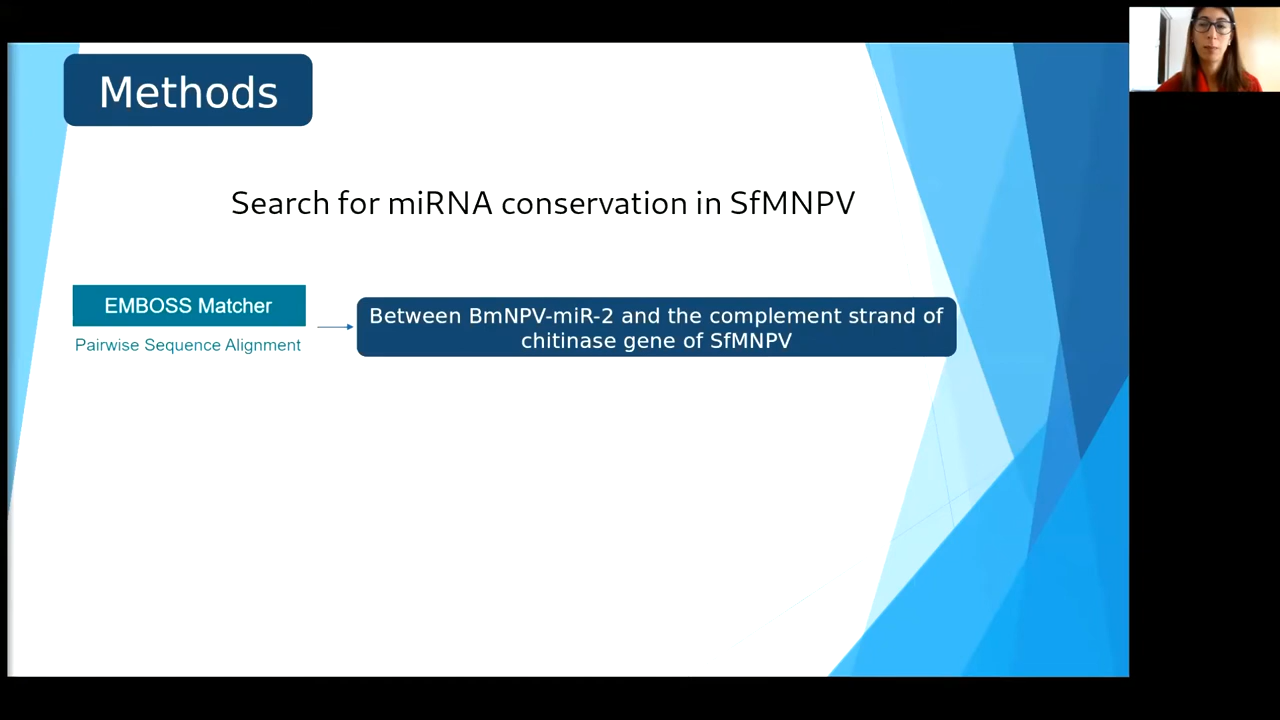 Methods
Search for miRNA conservation in SfMNPV
EMBOSS Matcher
Pairwise Sequence Alignment
Between BmNPV-miR-2 and the complement strand of
chitinase gene of SfMNPV